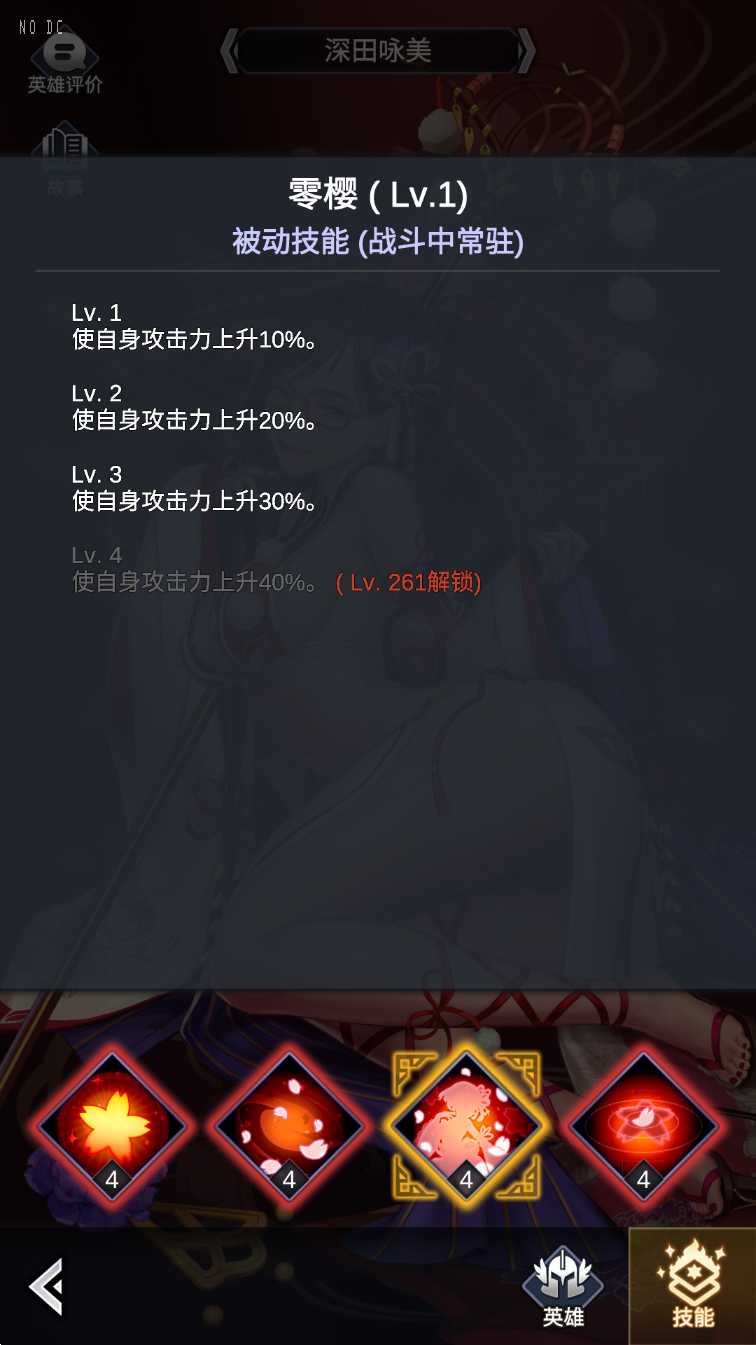 NO DC
深田咏美
英雄评价
故事
零樱 ( Lv.1)
被动技能 (战斗中常驻)
Lv. 1
使自身攻击力上升10%。
Lv. 2
使自身攻击力上升20%。
Lv. 3
使自身攻击力上升30%。
Lv. 4
使自身攻击力上升40%。 ( Lv. 261解锁)
4 4 4 4
英雄 技能